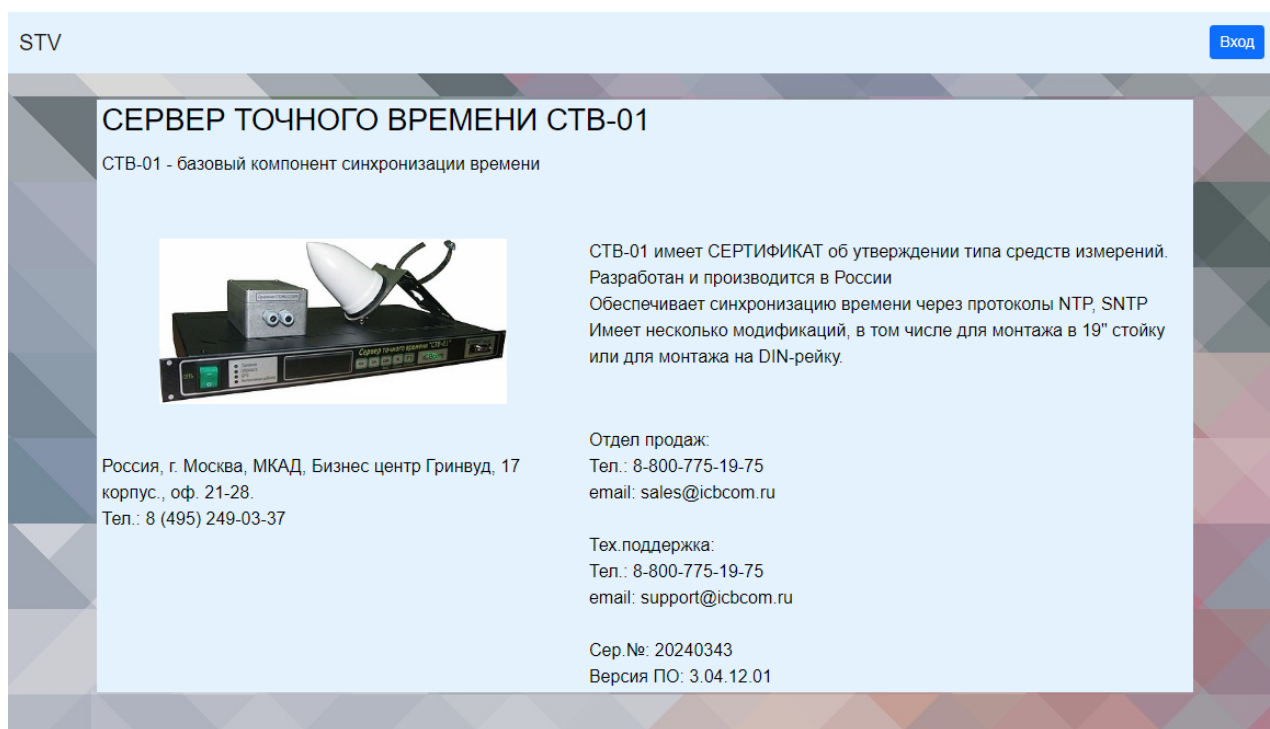 STV
Вход
СЕРВЕР ТОЧНОГО ВРЕМЕНИ СТВ-01
СТВ-01 - базовый компонент синхронизации времени
Сервер точного времени "СТВ-01"
СТВ-01 имеет СЕРТИФИКАТ об утверждении типа средств измерений.
Разработан и производится в России
Обеспечивает синхронизацию времени через протоколы NTP, SNTP
Имеет несколько модификаций, в том числе для монтажа в 19" стойку
или для монтажа на DIN-рейку.
Россия, г. Москва, МКАД, Бизнес центр Гринвуд, 17
корпус., оф. 21-28.
Тел.: 8 (495) 249-03-37
Отдел продаж:
Тел.: 8-800-775-19-75
email: sales@icbcom.ru
Тех.поддержка:
Тел.: 8-800-775-19-75
email: support@icbcom.ru
Сер.№: 20240343
Версия ПО: 3.04.12.01